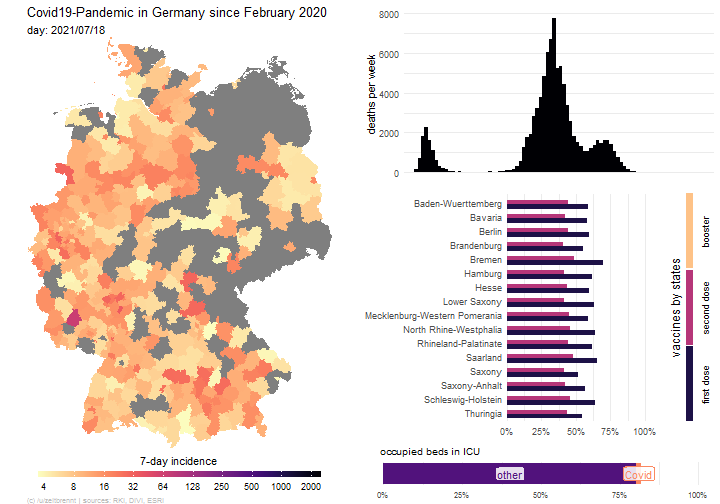 Covid19-Pandemic in Germany since February 2020
day: 2021/07/18
7-day incidence
4 8 16 32 64 128 256 500 1000 2000
(c) /u/zeitbrennt | sources: RKI, DIVI, ESRI
deaths per week
8000
6000
4000
2000
0
Baden-Wuerttemberg
Bavaria
Berlin
Brandenburg
Bremen
Hamburg
Hesse
Lower Saxony
Mecklenburg-Western Pomerania
North Rhine-Westphalia
Rhineland-Palatinate
Saarland
Saxony
Saxony-Anhalt
Schleswig-Holstein
Thuringia
0% 25% 50% 75% 100%
vaccines by states
booster
second dose
first dose
occupied beds in ICU
other Covid
0% 25% 50% 75% 100%